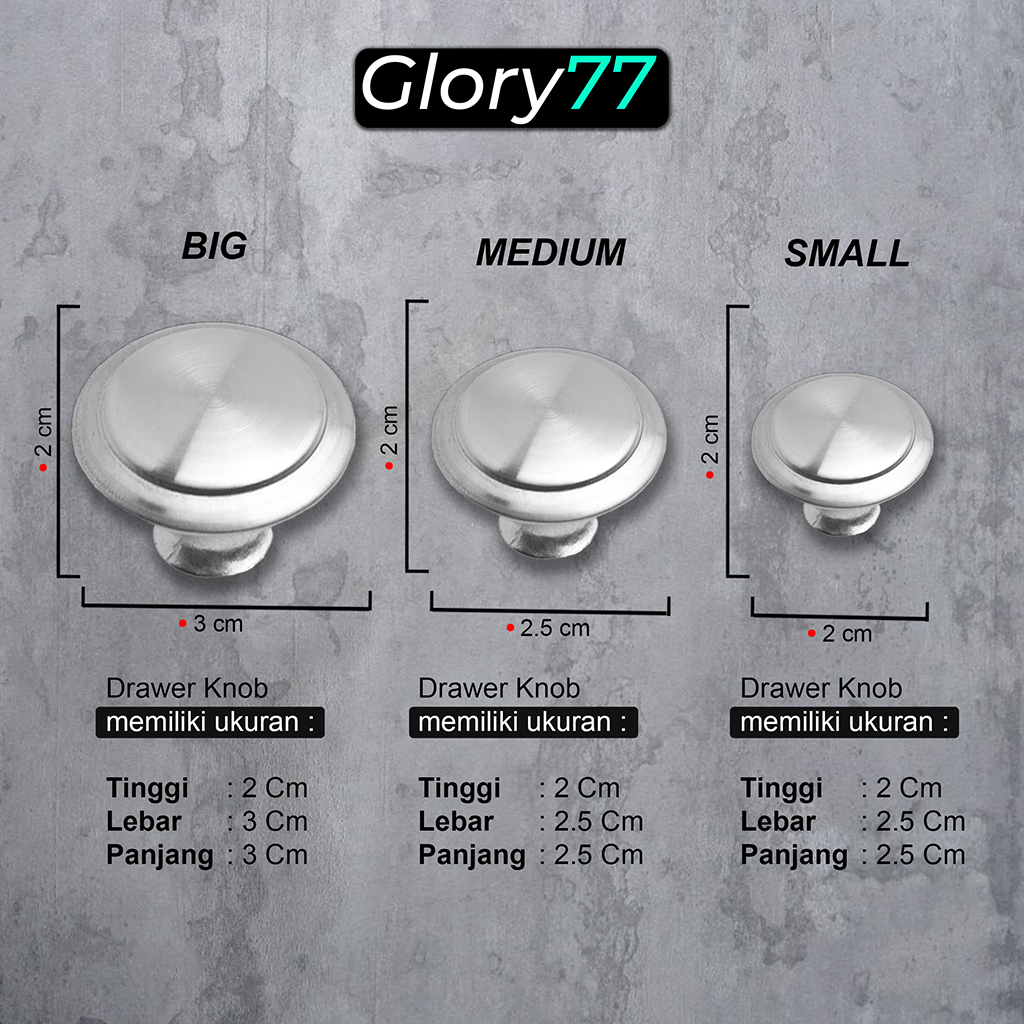 Glory77
BIG
MEDIUM
SMALL
2 cm
2 cm
2 cm
3 cm
2.5 cm
2 cm
Drawer Knob
memiliki ukuran :
Tinggi : 2 Cm
Lebar : 3 Cm
Panjang : 3 Cm
Drawer Knob
memiliki ukuran :
Tinggi : 2 Cm
Lebar : 2.5 Cm
Panjang : 2.5 Cm
Drawer Knob
memiliki ukuran :
Tinggi : 2 Cm
Lebar : 2.5 Cm
Panjang : 2.5 Cm